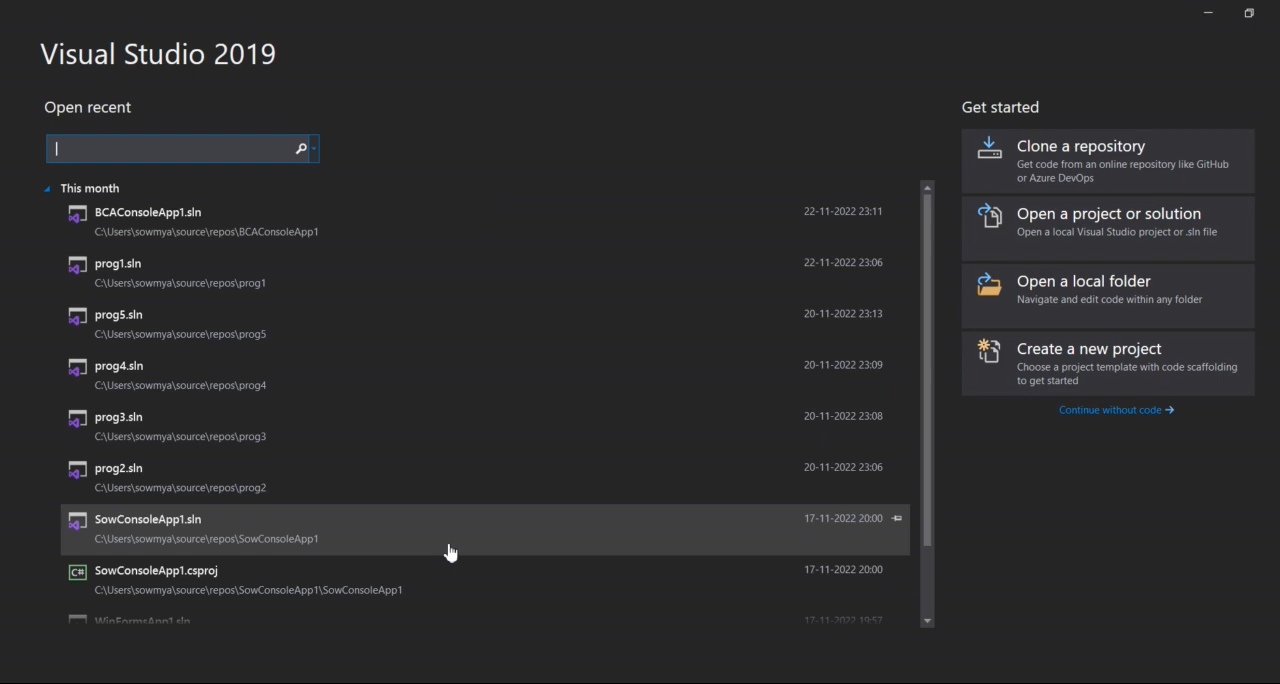 Visual Studio 2019
Open recent
This month
BCAConsoleApp1.sln
22-11-2022 23:11
C:\Users\sowmya\source\repos\BCAConsoleApp1
prog1.sln
22-11-2022 23:06
C:\Users\sowmya\source\repos\prog1
prog5.sln
20-11-2022 23:13
C:\Users\sowmya\source\repos\prog5
prog4.sln
20-11-2022 23:09
C:\Users\sowmya\source\repos\prog4
prog3.sln
20-11-2022 23:08
C:\Users\sowmya\source\repos\prog3
prog2.sln
20-11-2022 23:06
C:\Users\sowmya\source\repos\prog2
SowConsoleApp1.sln
17-11-2022 20:00
C:\Users\sowmya\source\repos\SowConsoleApp1
C#
SowConsoleApp1.csproj
17-11-2022 20:00
C:\Users\sowmya\source\repos\SowConsoleApp1\SowConsoleApp1
WinFormsApp1.sln
17-11-2022 19:57
Get started
Clone a repository
Get code from an online repository like GitHub
or Azure DevOps
Open a project or solution
Open a local Visual Studio project or .sln file
Open a local folder
Navigate and edit code within any folder
Create a new project
Choose a project template with code scaffolding
to get started
Continue without code →